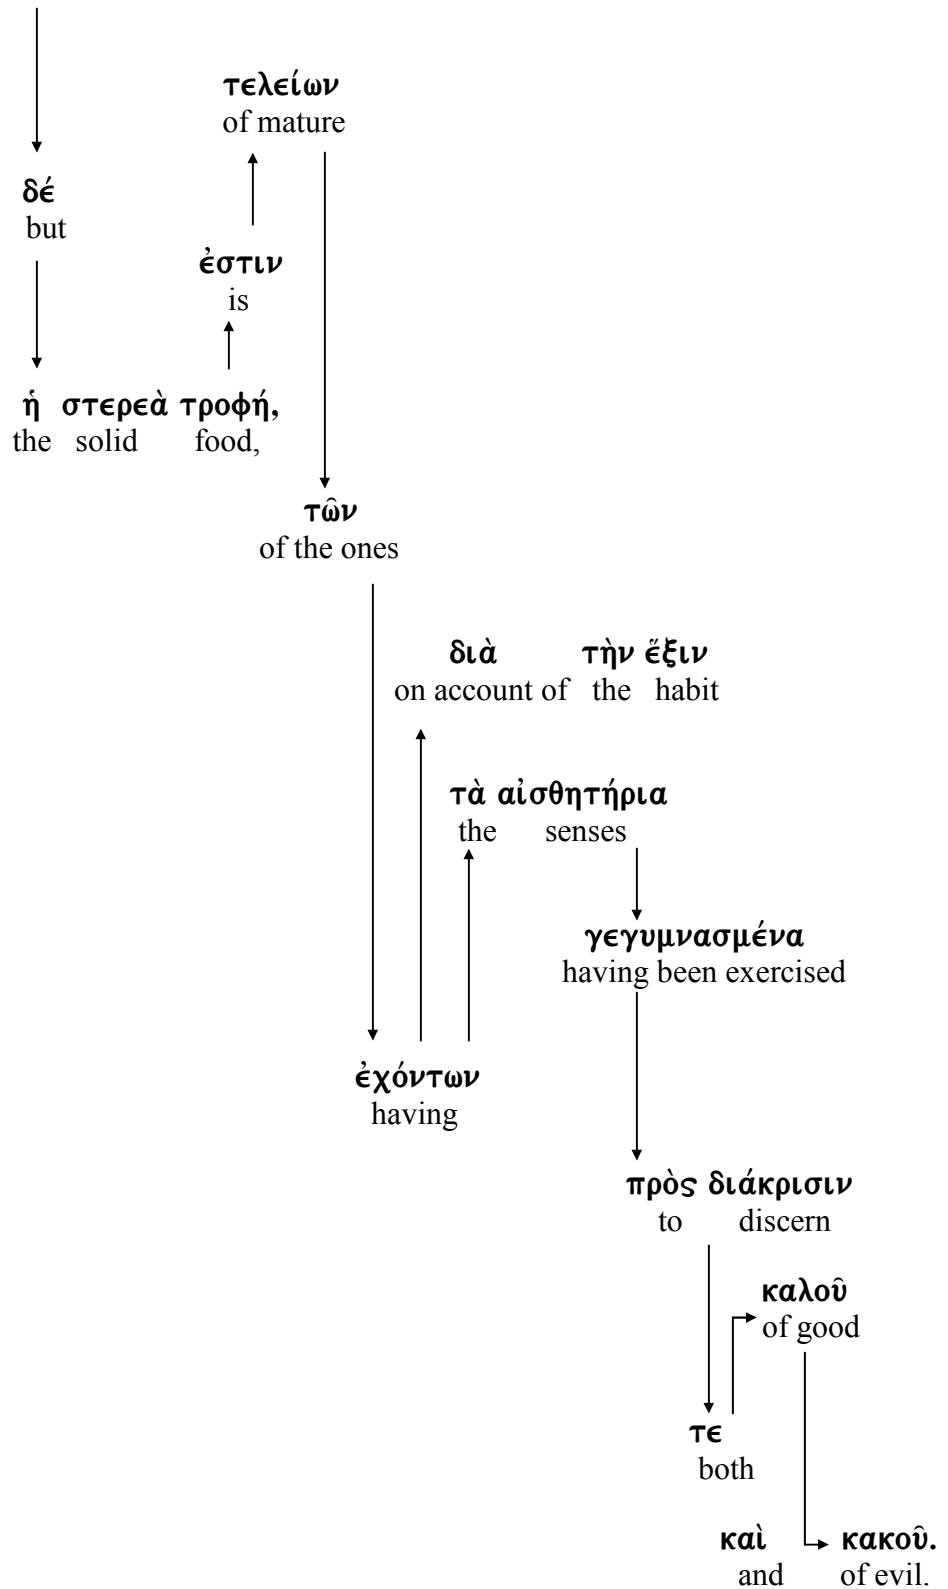 τελείων
of mature
δέ
but
ἐστιν
is
ἡ στερεὰ τροφή,
the solid food,
τῶν
of the ones
διὰ τὴν ἕξιν
on account of the habit
τὰ αἰσθητήρια
the senses
γεγυμνασμένα
having been exercised
ἐχόντων
having
πρὸς διάκρισιν
to discern
καλοῦ
of good
τε
both
καὶ κακοῦ.
and of evil.